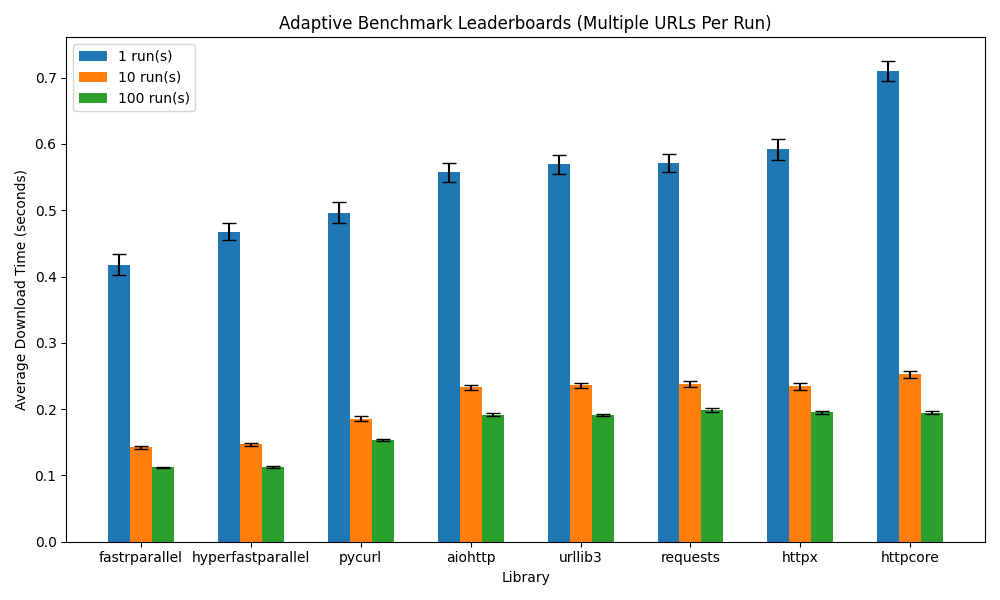 Adaptive Benchmark Leaderboards (Multiple URLs Per Run)
1 run(s)
10 run(s)
100 run(s)
Average Download Time (seconds)
0.7
0.6
0.5
0.4
0.3
0.2
0.1
0.0
fastrparallel hyperfastparallel pycurl aiohttp urllib3 requests httpx httpcore
Library